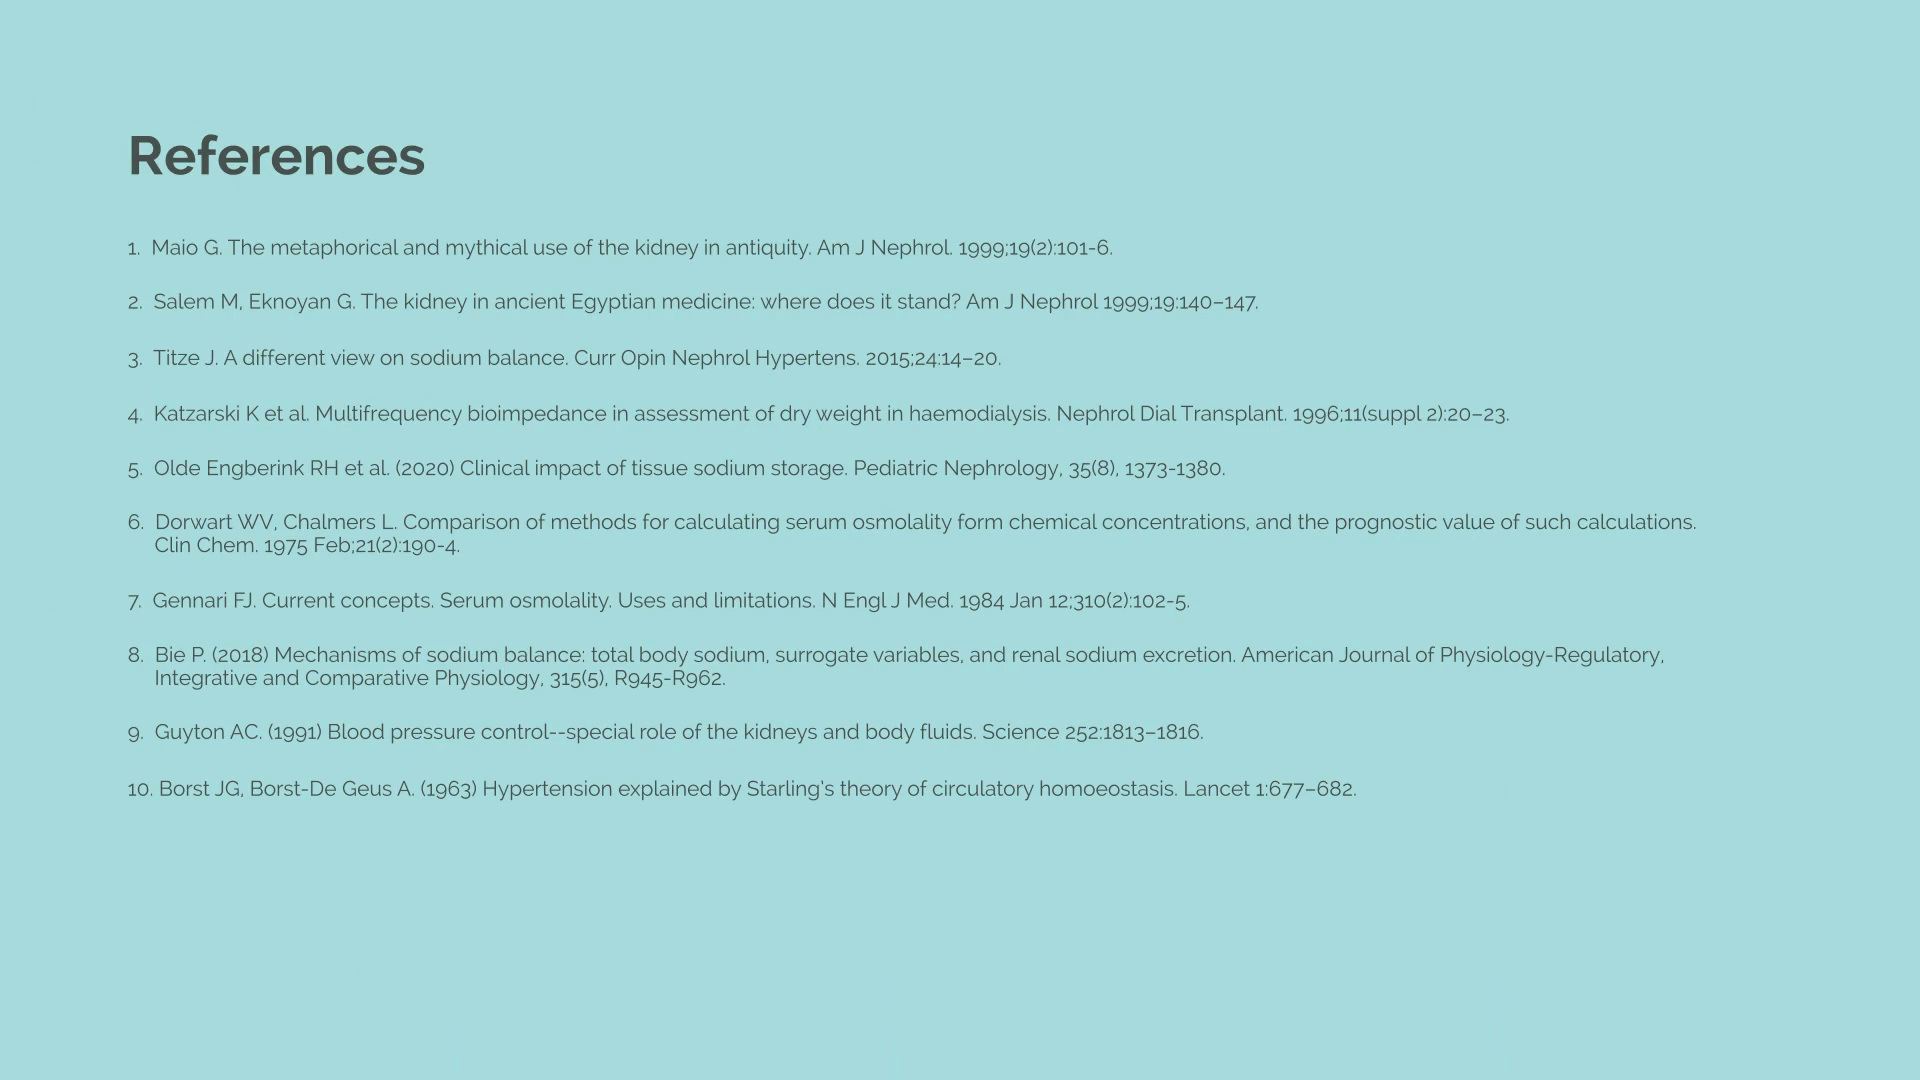 References
1. Maio G. The metaphorical and mythical use of the kidney in antiquity. Am J Nephrol. 1999;19(2):101-6.
2. Salem M, Eknoyan G. The kidney in ancient Egyptian medicine: where does it stand? Am J Nephrol 1999;19:140–147.
3. Titze J. A different view on sodium balance. Curr Opin Nephrol Hypertens. 2015;24:14–20.
4. Katzarski K et al. Multifrequency bioimpedance in assessment of dry weight in haemodialysis. Nephrol Dial Transplant. 1996;11(suppl 2):20–23.
5. Olde Engberink RH et al. (2020) Clinical impact of tissue sodium storage. Pediatric Nephrology, 35(8), 1373-1380.
6. Dorwart WV, Chalmers L. Comparison of methods for calculating serum osmolality form chemical concentrations, and the prognostic value of such calculations.
Clin Chem. 1975 Feb;21(2):190-4.
7. Gennari FJ. Current concepts. Serum osmolality. Uses and limitations. N Engl J Med. 1984 Jan 12;310(2):102-5.
8. Bie P. (2018) Mechanisms of sodium balance: total body sodium, surrogate variables, and renal sodium excretion. American Journal of Physiology-Regulatory,
Integrative and Comparative Physiology, 315(5), R945-R962.
9. Guyton AC. (1991) Blood pressure control--special role of the kidneys and body fluids. Science 252:1813–1816.
10. Borst JG, Borst-De Geus A. (1963) Hypertension explained by Starling's theory of circulatory homoeostasis. Lancet 1:677–682.